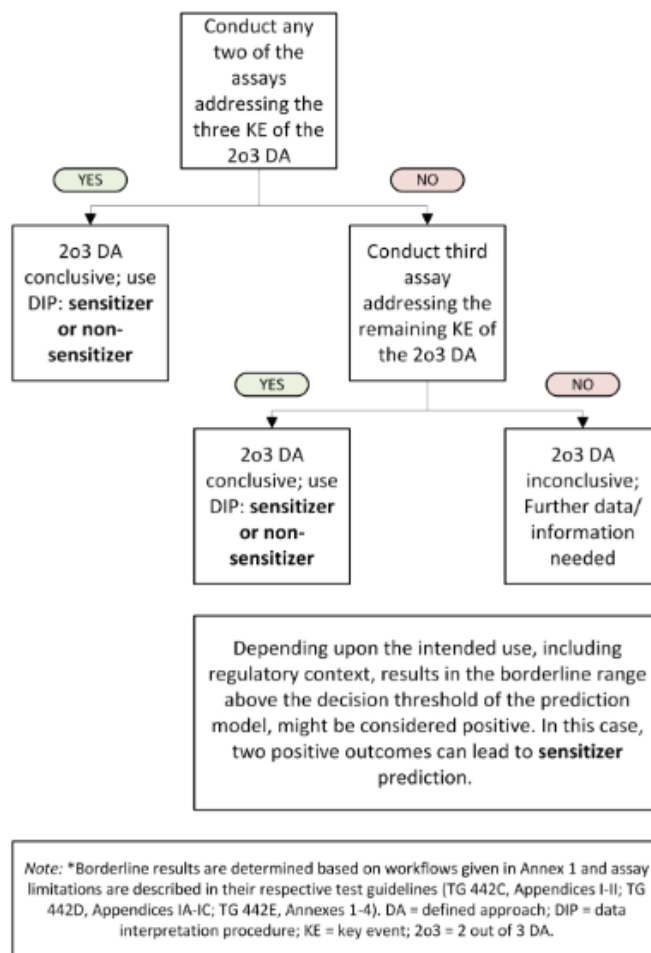 Conduct any
two of the
assays
addressing the
three KE of the
2o3 DA
YES
NO
2o3 DA
conclusive; use
DIP: sensitizer
or non-
sensitizer
Conduct third
assay
addressing the
remaining KE of
the 2o3 DA
YES
NO
2o3 DA
conclusive; use
DIP: sensitizer
or non-
sensitizer
2o3 DA
inconclusive;
Further data/
information
needed
Depending upon the intended use, including
regulatory context, results in the borderline range
above the decision threshold of the prediction
model, might be considered positive. In this case,
two positive outcomes can lead to sensitizer
prediction.
Note: *Borderline results are determined based on workflows given in Annex 1 and assay
limitations are described in their respective test guidelines (TG 442C, Appendices I-II; TG
442D, Appendices IA-IC; TG 442E, Annexes 1-4). DA = defined approach; DIP = data
interpretation procedure; KE = key event; 2o3 = 2 out of 3 DA.